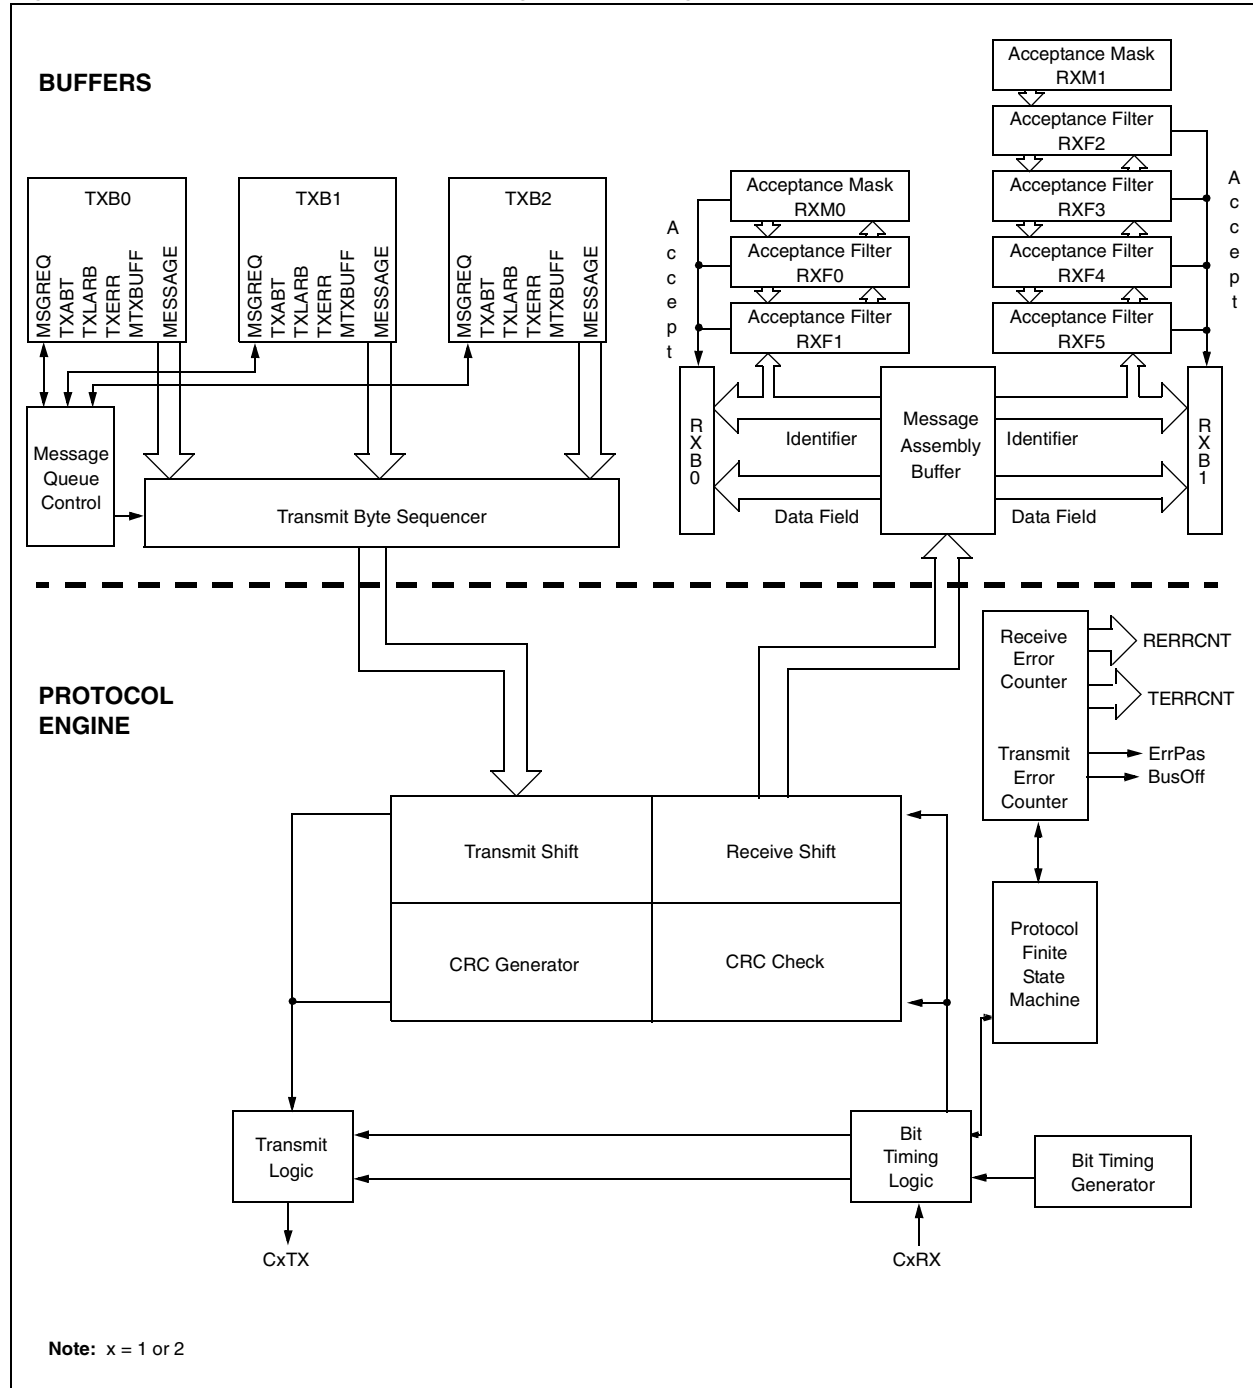 BUFFERS
TXB0
MSGREQ
TXABT
TXLARB
TXERR
MTXBUFF
MESSAGE
TXB1
MSGREQ
TXABT
TXLARB
TXERR
MTXBUFF
MESSAGE
TXB2
MSGREQ
TXABT
TXLARB
TXERR
MTXBUFF
MESSAGE
Message
Queue
Control
Transmit Byte Sequencer
Accept
Acceptance Mask
RXM0
Acceptance Filter
RXF0
Acceptance Filter
RXF1
Acceptance Mask
RXM1
Acceptance Filter
RXF2
Acceptance Filter
RXF3
Acceptance Filter
RXF4
Acceptance Filter
RXF5
Accept
RXB0
Identifier
Data Field
Message
Assembly
Buffer
Identifier
Data Field
RXB1
PROTOCOL
ENGINE
Receive
Error
Counter
Transmit
Error
Counter
RERRCNT
TERRCNT
ErrPas
BusOff
Transmit Shift
Receive Shift
CRC Generator
CRC Check
Protocol
Finite
State
Machine
Transmit
Logic
Bit
Timing
Logic
Bit Timing
Generator
CxTX
CxRX
Note: x = 1 or 2